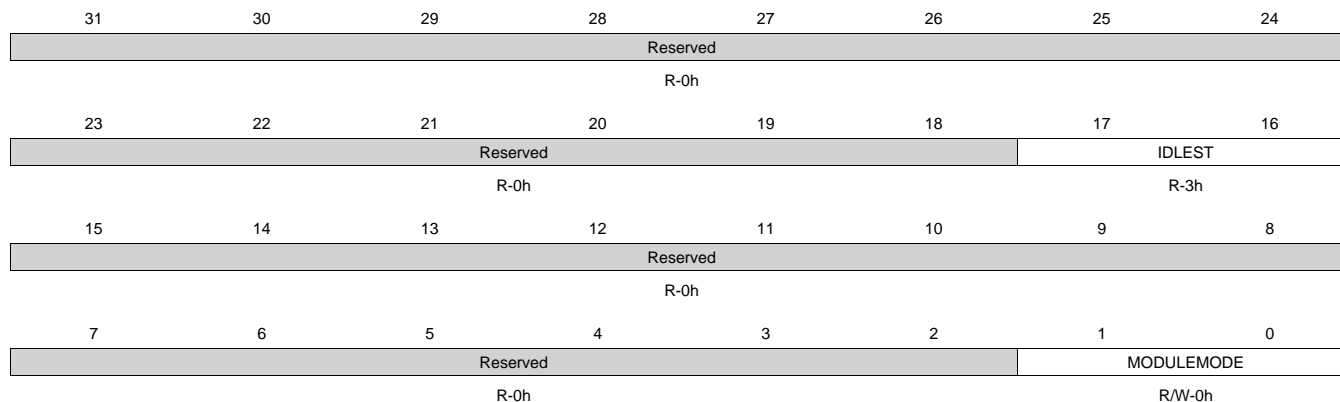 31 30 29 28 27 26 25 24
Reserved
R-0h
23 22 21 20 19 18 17 16
Reserved IDLEST
R-0h R-3h
15 14 13 12 11 10 9 8
Reserved
R-0h
7 6 5 4 3 2 1 0
Reserved MODULEMODE
R-0h R/W-0h